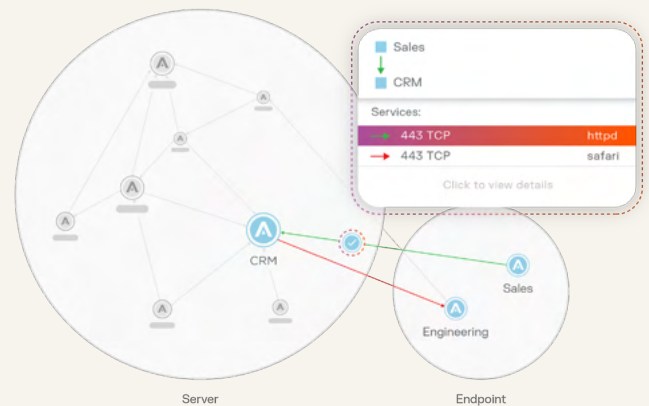 Sales
CRM
Services:
443 TCP httpd
443 TCP safari
Click to view details
CRM
Sales
Engineering
Server
Endpoint